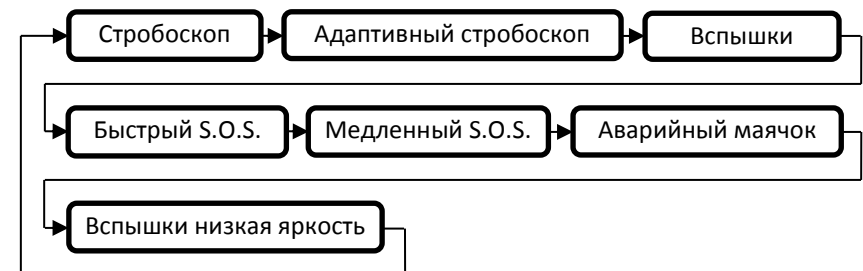 Стробоскоп Адаптивный стробоскоп Вспышки
Быстрый S.O.S. Медленный S.O.S. Аварийный маячок
Вспышки низкая яркость